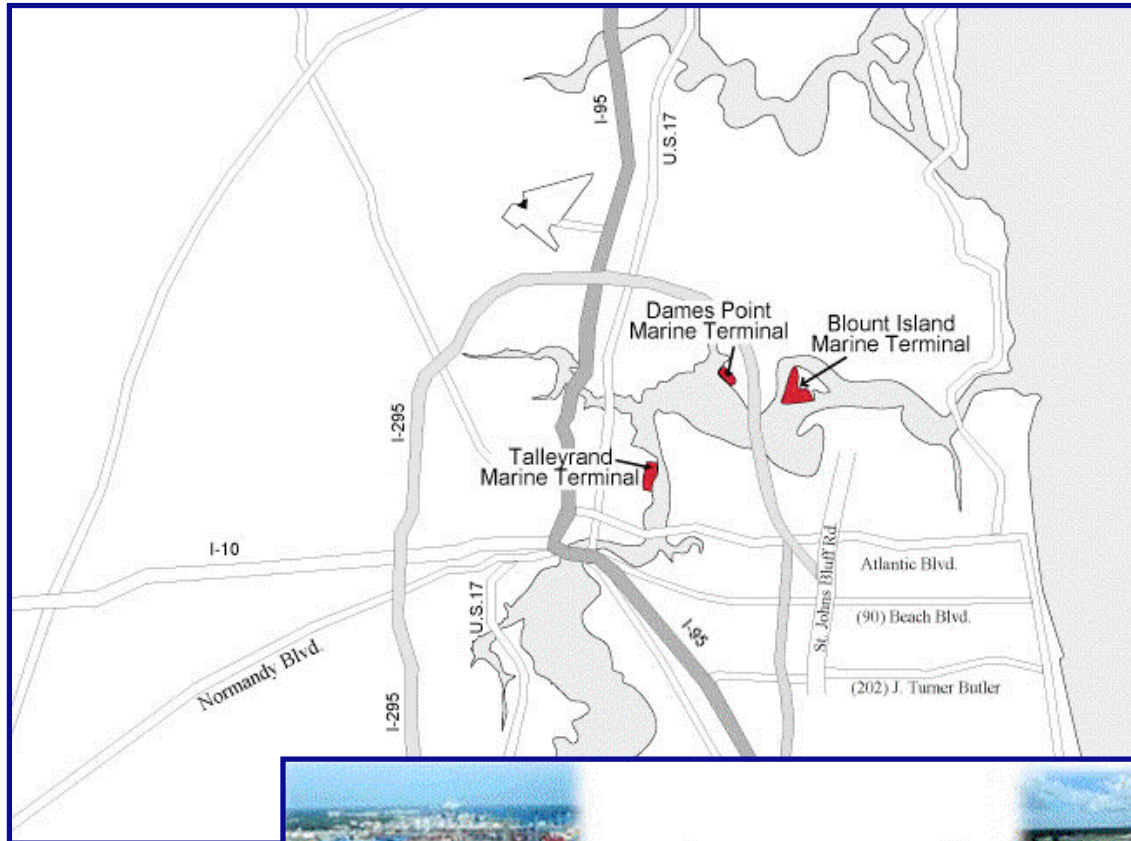 I-95
U.S.17
Dames Point
Marine Terminal
Blount Island
Marine Terminal
I-295
Talleyrand
Marine Terminal
I-10
Atlantic Blvd.
St. Johns Bluff Rd
(90) Beach Blvd.
U.S.17
I-95
Normandy Blvd.
(202) J. Turner Butler
I-295